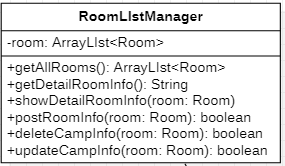 RoomLIstManager
-room: ArrayLIst<Room>
+getAllRooms(): ArrayLIst<Room>
+getDetailRoomInfo(): String
+showDetailRoomInfo(room: Room)
+postRoomInfo(room: Room): boolean
+deleteCampInfo(room: Room): boolean
+updateCampInfo(room: Room): boolean